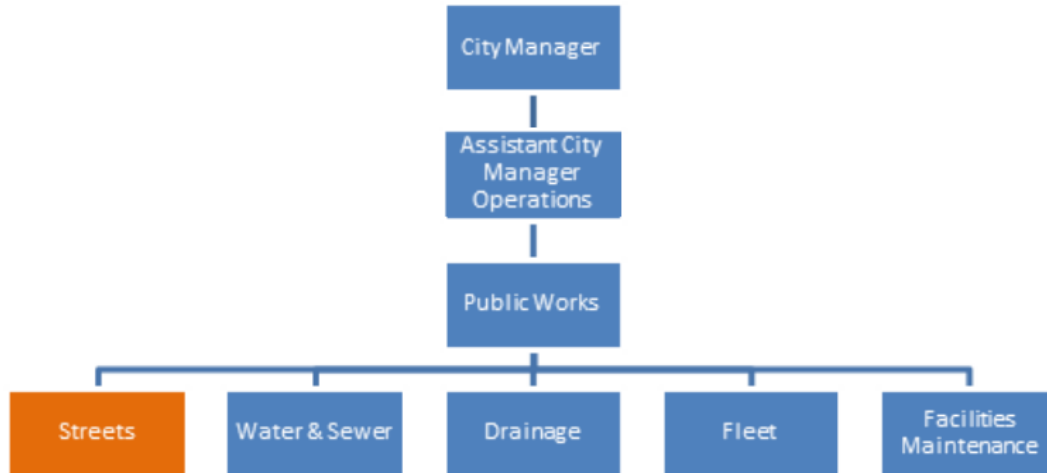 City Manager
Assistant City
Manager
Operations
Public Works
Streets
Water & Sewer
Drainage
Fleet
Facilities
Maintenance